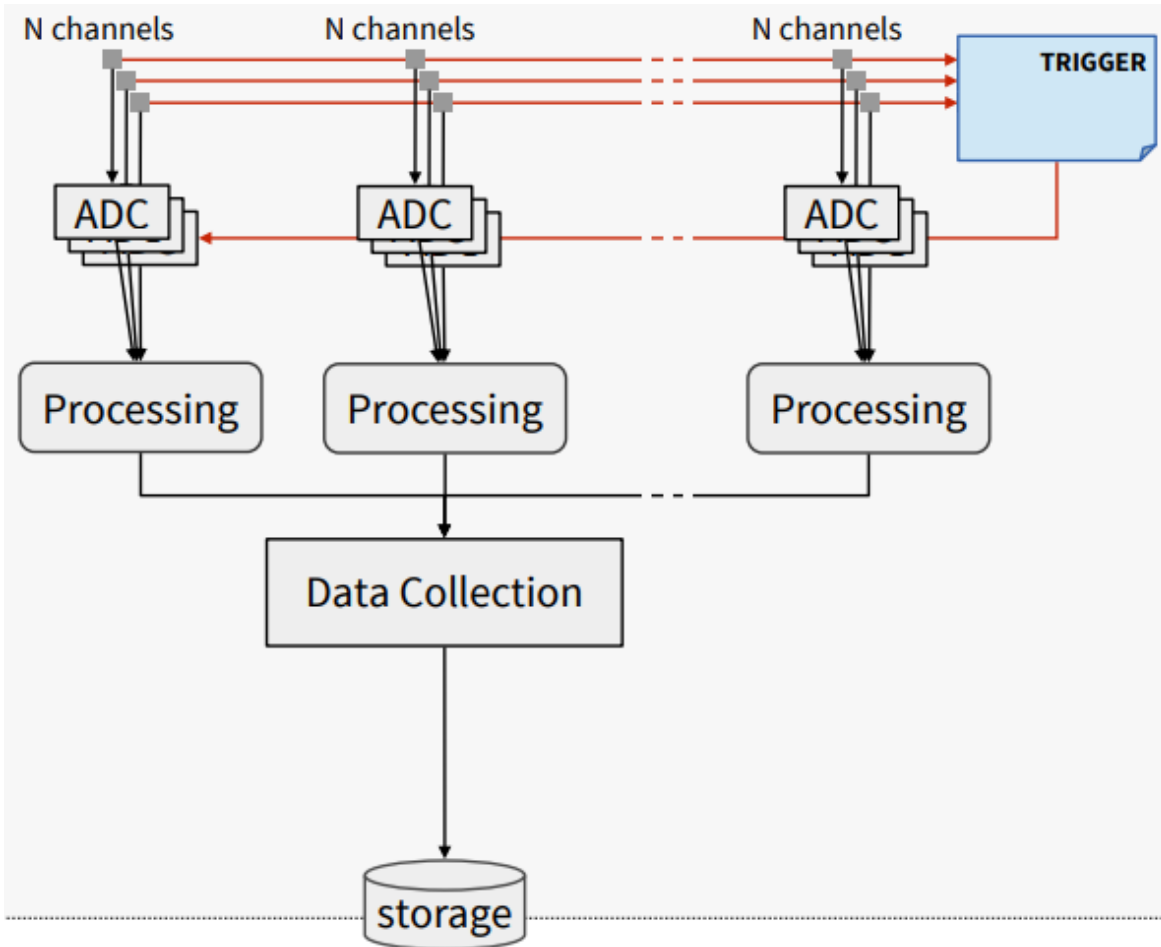 N channels
N channels
N channels
TRIGGER
ADC
ADC
ADC
Processing
Processing
Processing
Data Collection
storage